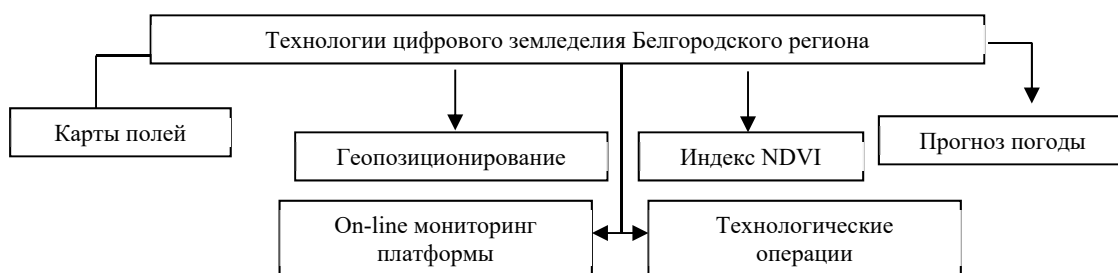 Технологии цифрового земледелия Белгородского региона
Карты полей
Геопозиционирование
Индекс NDVI
Прогноз погоды
On-line мониторинг
платформы
Технологические
операции